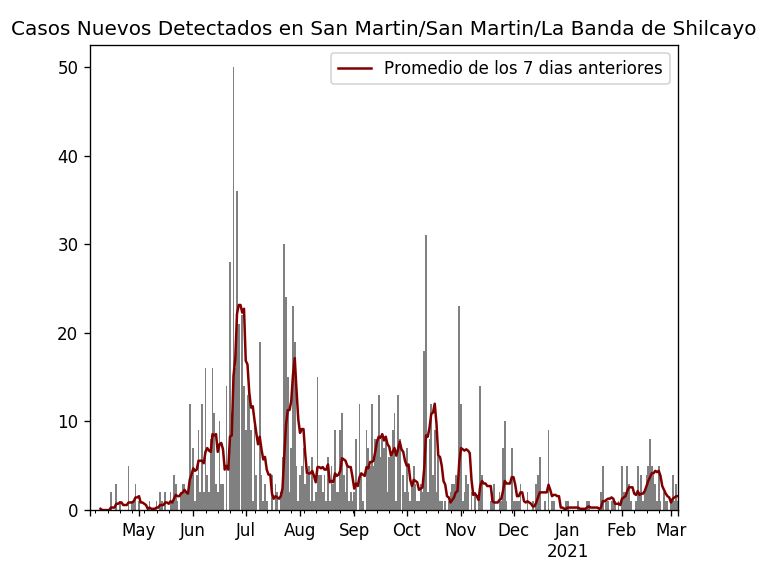 Casos Nuevos Detectados en San Martin/San Martin/La Banda de Shilcayo
Promedio de los 7 dias anteriores
50
40
30
20
10
0
May Jun Jul Aug Sep Oct Nov Dec Jan Feb Mar
2021